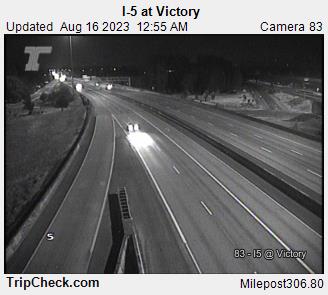 I-5 at Victory
Updated Aug 16 2023 12:55 AM Camera 83
S
83 - I5 @ Victory
TripCheck.com Milepost306.80